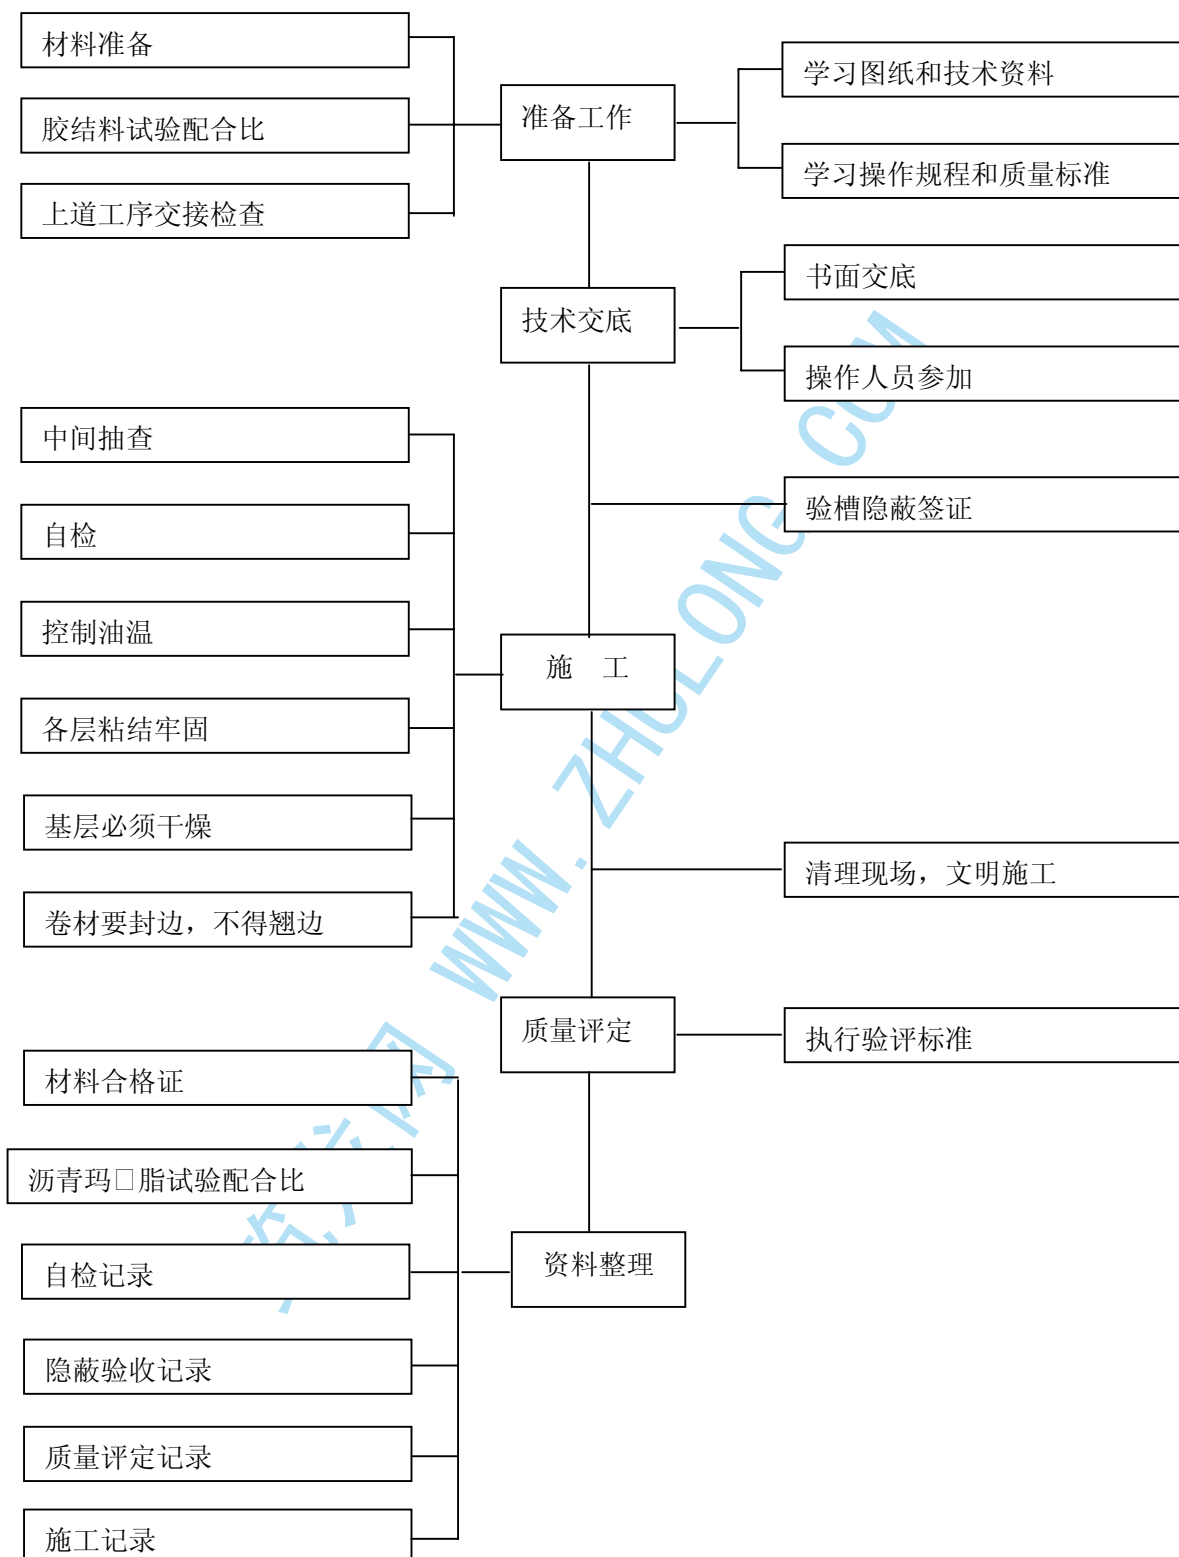 材料准备
胶结料试验配合比
上道工序交接检查
准备工作
学习图纸和技术资料
学习操作规程和质量标准
技术交底
书面交底
操作人员参加
验槽隐蔽签证
中间抽查
自检
控制油温
各层粘结牢固
基层必须干燥
卷材要封边，不得翘边
施 工
清理现场，文明施工
质量评定
执行验评标准
材料合格证
沥青玛□脂试验配合比
自检记录
隐蔽验收记录
质量评定记录
施工记录
资料整理
WWW.ZHULONG.COM